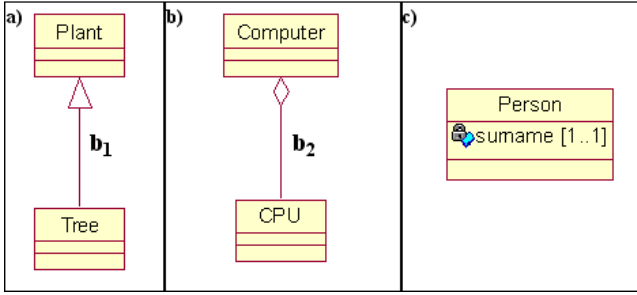 a)
Plant
b1
Tree
b)
Computer
b2
CPU
c)
Person
surname [1..1]